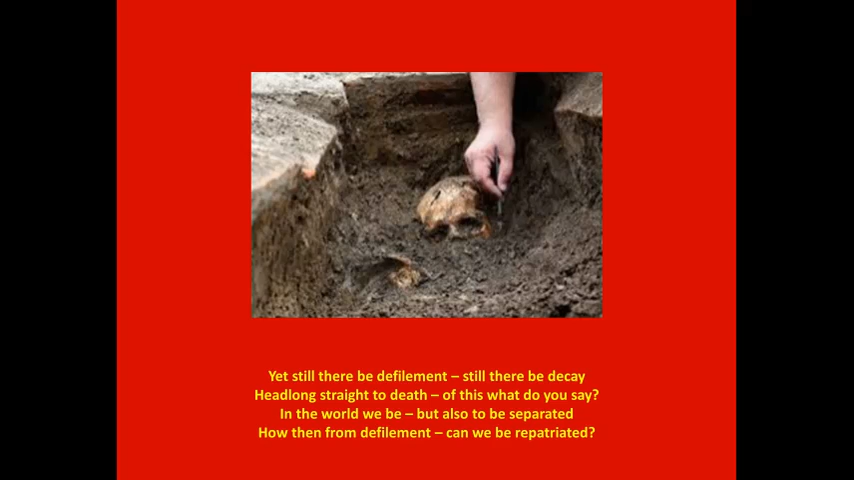 Yet still there be defilement – still there be decay
Headlong straight to death – of this what do you say?
In the world we be – but also to be separated
How then from defilement – can we be repatriated?